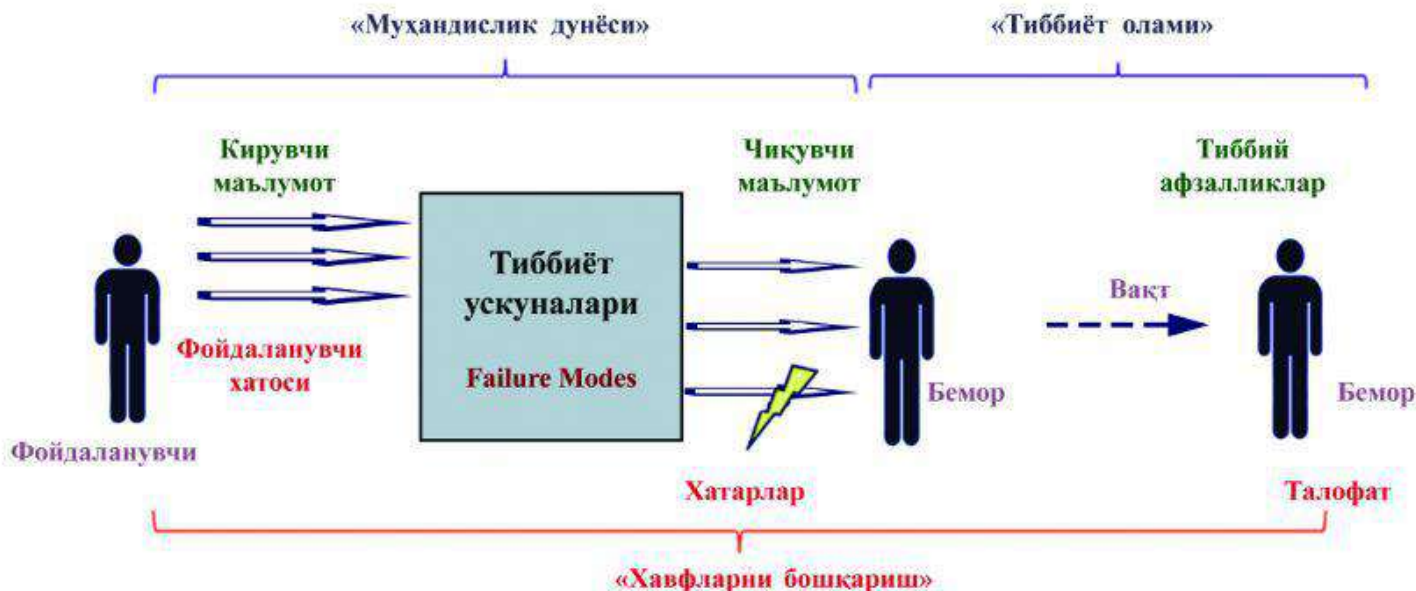 «Муҳандислик дунёси»
«Тиббиёт олами»
Кирувчи
маълумот
Чиқувчи
маълумот
Тиббий
афзалликлар
Тиббиёт
ускуналари
Failure Modes
Вақт
Фойдаланувчи
хатоси
Бемор
Бемор
Фойдаланувчи
Хатарлар
Талофат
«Хавфларни бошқариш»